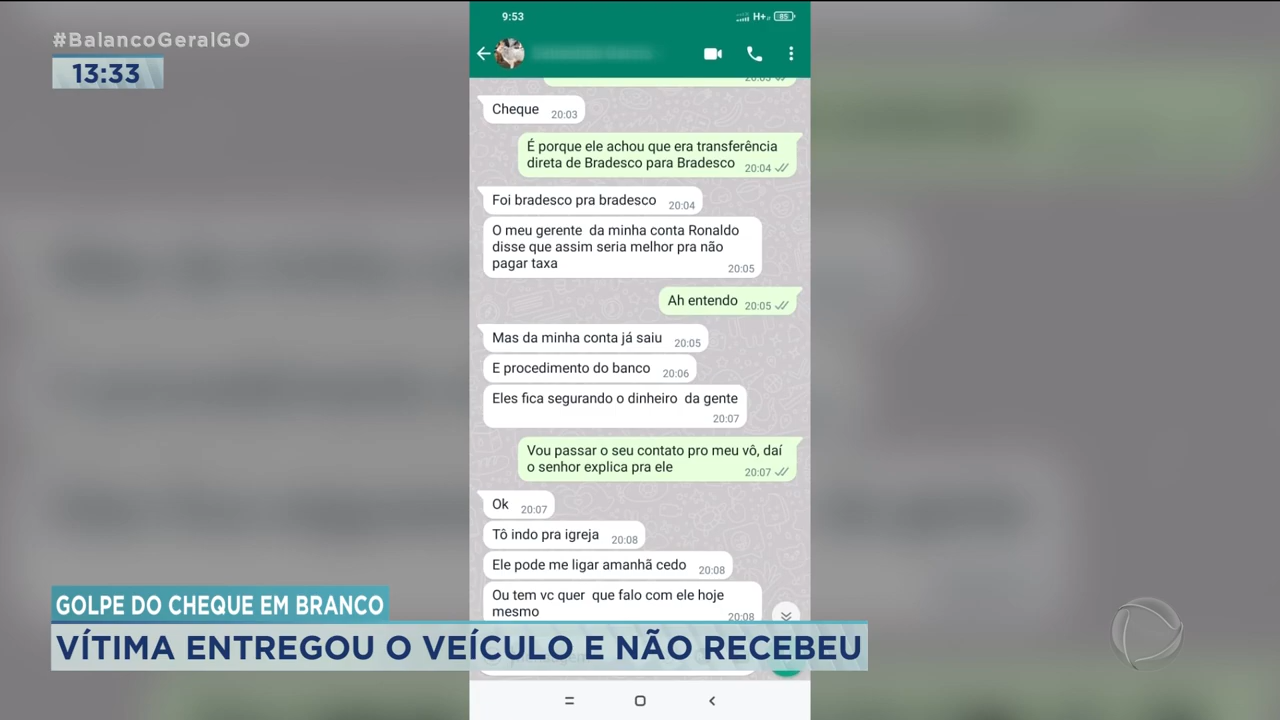 #BalancoGeralGO
13:33
9:53
H+
85
20:03
Cheque 20:03
É porque ele achou que era transferência
direta de Bradesco para Bradesco 20:04
Foi bradesco pra bradesco 20:04
O meu gerente da minha conta Ronaldo
disse que assim seria melhor pra não
pagar taxa 20:05
Ah entendo 20:05
Mas da minha conta já saiu 20:05
E procedimento do banco 20:06
Eles fica segurando o dinheiro da gente
20:07
Vou passar o seu contato pro meu vô, daí
o senhor explica pra ele 20:07
Ok 20:07
Tô indo pra igreja 20:08
Ele pode me ligar amanhã cedo 20:08
Ou tem vc quer que falo com ele hoje
mesmo 20:08
GOLPE DO CHEQUE EM BRANCO
VÍTIMA ENTREGOU O VEÍCULO E NÃO RECEBEU